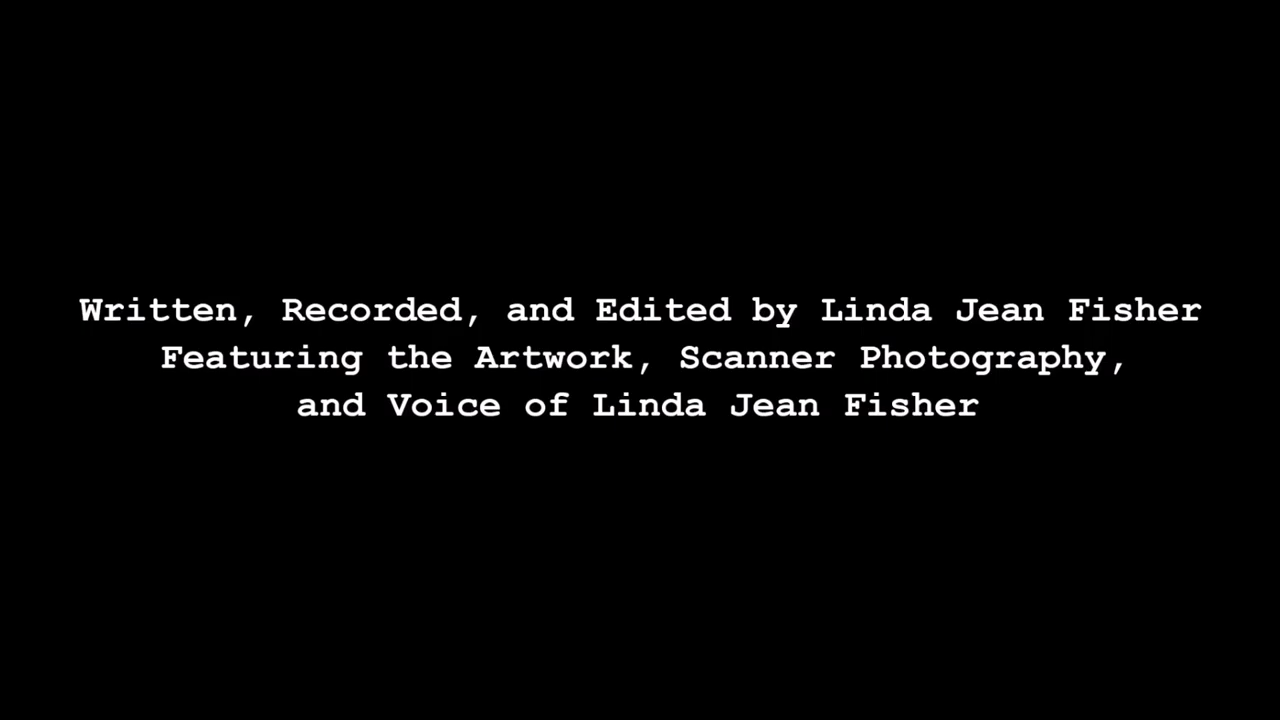 Written, Recorded, and Edited by Linda Jean Fisher
Featuring the Artwork, Scanner Photography,
and Voice of Linda Jean Fisher